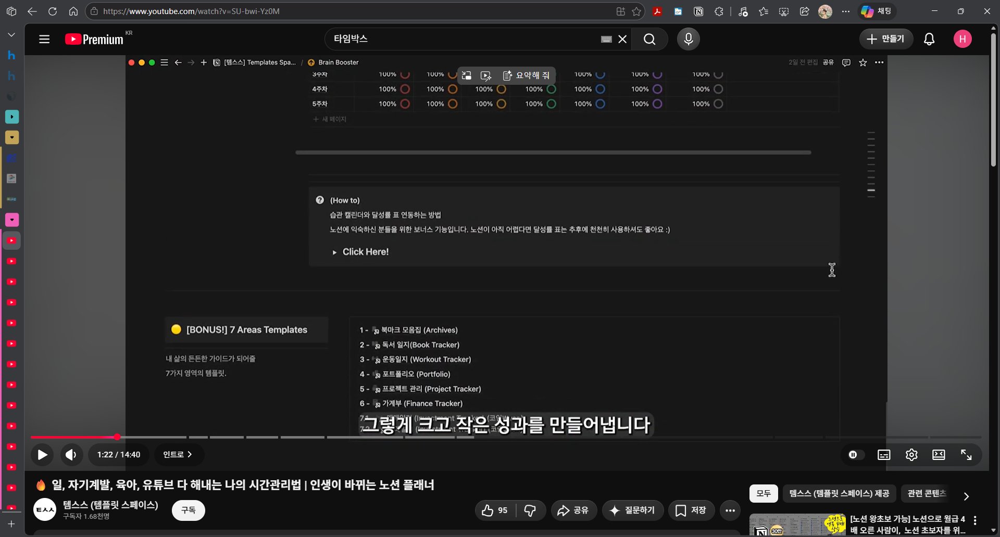 https://www.youtube.com/watch?v=SU-bwi-Yz0M
채팅
Premium KR
타임박스
만들기
H
[템스스] Templates Spa... / Brain Booster
2일 전 편집 공유
요약해 줘
3주차 100% 100% 100% 100% 100%
4주차 100% 100% 100% 100% 100% 100% 100%
5주차 100% 100% 100% 100% 100% 100% 100%
+ 새 페이지
(How to)
습관 캘린더와 달성률 표 연동하는 방법
노션에 익숙하신 분들을 위한 보너스 기능입니다. 노션이 아직 어렵다면 달성률 표는 추후에 천천히 사용하셔도 좋아요 :)
Click Here!
[BONUS!] 7 Areas Templates
내 삶의 든든한 가이드가 되어줄
7가지 영역의 템플릿.
1 - 북마크 모음집 (Archives)
2 - 독서 일지(Book Tracker)
3 - 운동일지 (Workout Tracker)
4 - 포트폴리오 (Portfolio)
5 - 프로젝트 관리 (Project Tracker)
6 - 가계부 (Finance Tracker)
그렇게 크고 작은 성과를 만들어냅니다
1:22 / 14:40
인트로
🔥 일, 자기계발, 육아, 유튜브 다 해내는 나의 시간관리법 | 인생이 바뀌는 노션 플래너
템스스 (템플릿 스페이스)
구독자 1.68천명
구독
95
공유
질문하기
저장
모두
템스스 (템플릿 스페이스) 제공
관련 콘텐츠
[노션 왕초보 가능] 노션으로 월급 4
배 오른 사람이, 노션 초보자를 위...
30만